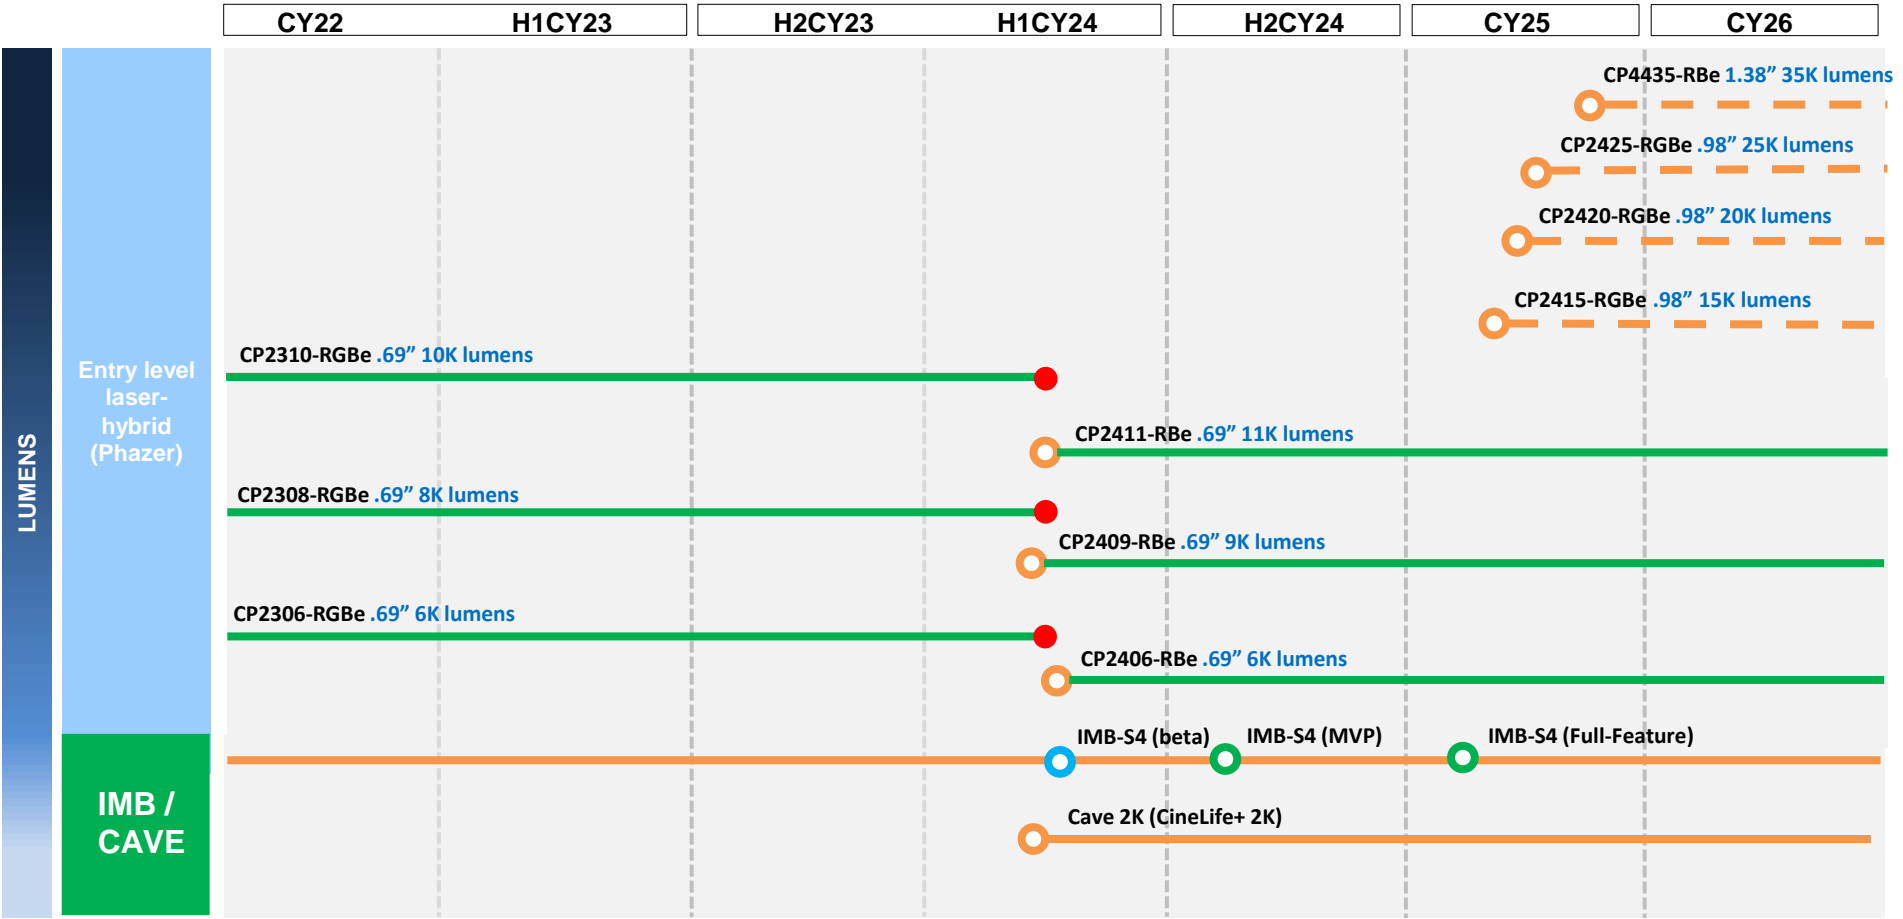 CY22 H1CY23 H2CY23 H1CY24 H2CY24 CY25 CY26
CP4435-RBe 1.38” 35K lumens
CP2425-RGBe .98” 25K lumens
CP2420-RGBe .98” 20K lumens
CP2415-RGBe .98” 15K lumens
LUMENS
Entry level
laser-
hybrid
(Phazer)
CP2310-RGBe .69” 10K lumens
CP2411-RBe .69” 11K lumens
CP2308-RGBe .69” 8K lumens
CP2409-RBe .69” 9K lumens
CP2306-RGBe .69” 6K lumens
CP2406-RBe .69” 6K lumens
IMB /
CAVE
IMB-S4 (beta) IMB-S4 (MVP) IMB-S4 (Full-Feature)
Cave 2K (CineLife+ 2K)